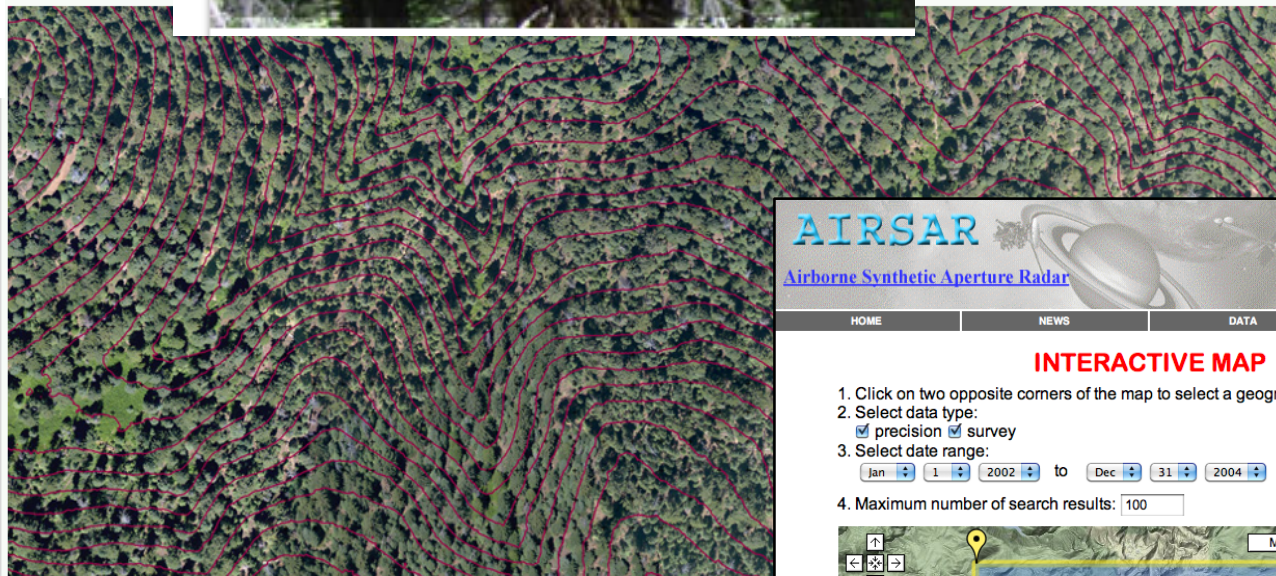 AIRSAR
Airborne Synthetic Aperture Radar
HOME NEWS DATA
INTERACTIVE MAP
1. Click on two opposite corners of the map to select a
2. Select data type:
precision survey
3. Select date range:
Jan 1 2002 to Dec 31 2004
4. Maximum number of search results: 100